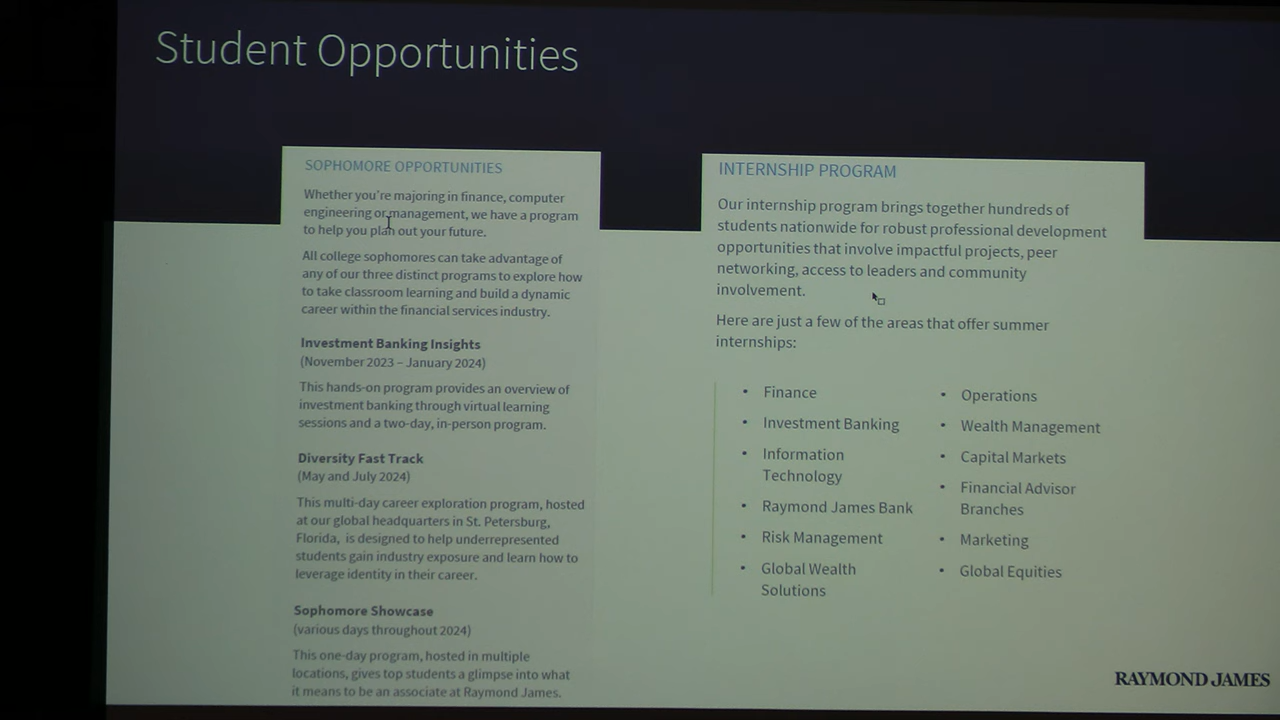 Student Opportunities
SOPHOMORE OPPORTUNITIES
Whether you're majoring in finance, computer
engineering or management, we have a program
to help you plan out your future.
All college sophomores can take advantage of
any of our three distinct programs to explore how
to take classroom learning and build a dynamic
career within the financial services industry.
Investment Banking Insights
(November 2023 – January 2024)
This hands-on program provides an overview of
investment banking through virtual learning
sessions and a two-day, in-person program.
Diversity Fast Track
(May and July 2024)
This multi-day career exploration program, hosted
at our global headquarters in St. Petersburg,
Florida, is designed to help underrepresented
students gain industry exposure and learn how to
leverage identity in their career.
Sophomore Showcase
(various days throughout 2024)
This one-day program, hosted in multiple
locations, gives top students a glimpse into what
it means to be an associate at Raymond James.
INTERNSHIP PROGRAM
Our internship program brings together hundreds of
students nationwide for robust professional development
opportunities that involve impactful projects, peer
networking, access to leaders and community
involvement.
Here are just a few of the areas that offer summer
internships:
• Finance
• Investment Banking
• Information
Technology
• Raymond James Bank
• Risk Management
• Global Wealth
Solutions
• Operations
• Wealth Management
• Capital Markets
• Financial Advisor
Branches
• Marketing
• Global Equities
RAYMOND JAMES